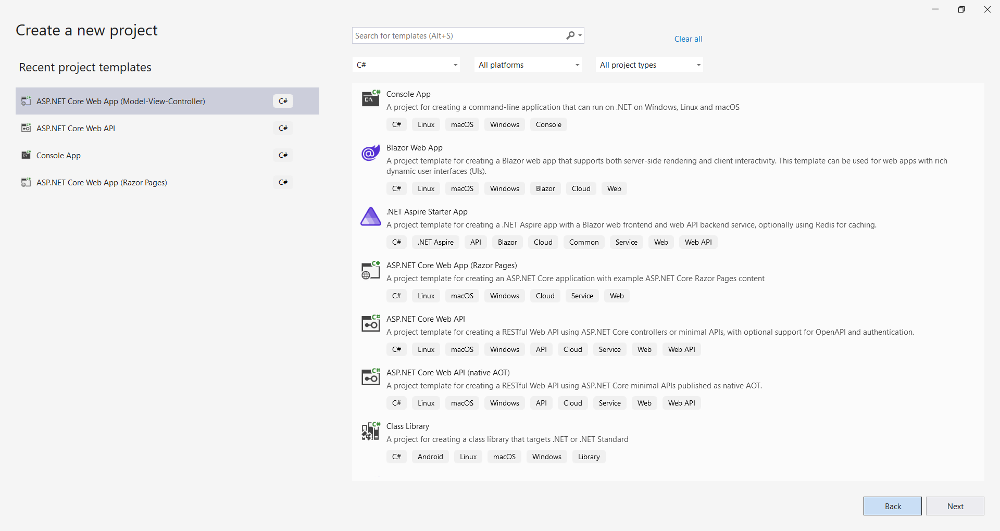 Create a new project
Recent project templates
ASP.NET Core Web App (Model-View-Controller) C#
ASP.NET Core Web API C#
Console App C#
ASP.NET Core Web App (Razor Pages) C#
Search for templates (Alt+S)
Clear all
C# All platforms All project types
Console App
A project for creating a command-line application that can run on .NET on Windows, Linux and macOS
C# Linux macOS Windows Console
Blazor Web App
A project template for creating a Blazor web app that supports both server-side rendering and client interactivity. This template can be used for web apps with rich
dynamic user interfaces (UIs).
C# Linux macOS Windows Blazor Cloud Web
.NET Aspire Starter App
A project template for creating a .NET Aspire app with a Blazor web frontend and web API backend service, optionally using Redis for caching.
C# .NET Aspire API Blazor Cloud Common Service Web Web API
ASP.NET Core Web App (Razor Pages)
A project template for creating an ASP.NET Core application with example ASP.NET Core Razor Pages content
C# Linux macOS Windows Cloud Service Web
ASP.NET Core Web API
A project template for creating a RESTful Web API using ASP.NET Core controllers or minimal APIs, with optional support for OpenAPI and authentication.
C# Linux macOS Windows API Cloud Service Web Web API
ASP.NET Core Web API (native AOT)
A project template for creating a RESTful Web API using ASP.NET Core minimal APIs published as native AOT.
C# Linux macOS Windows API Cloud Service Web Web API
Class Library
A project for creating a class library that targets .NET or .NET Standard
C# Android Linux macOS Windows Library
Back Next